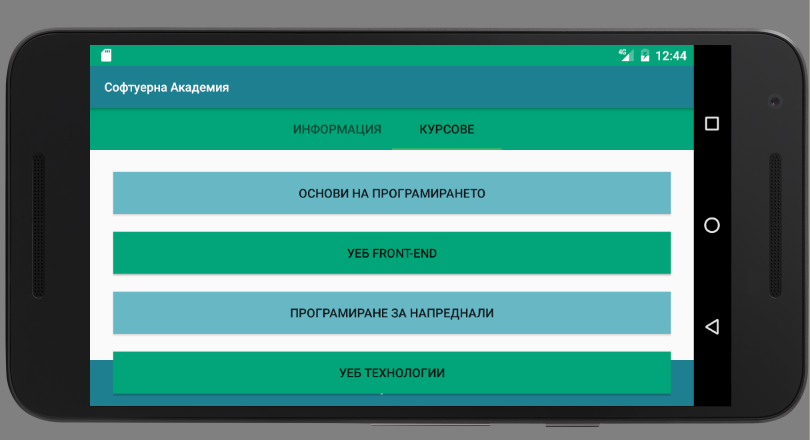 4G 12:44
Софтуерна Академия
ИНФОРМАЦИЯ КУРСОВЕ
ОСНОВИ НА ПРОГРАМИРАНЕТО
УЕБ FRONT-END
ПРОГРАМИРАНЕ ЗА НАПРЕДНАЛИ
УЕБ ТЕХНОЛОГИИ